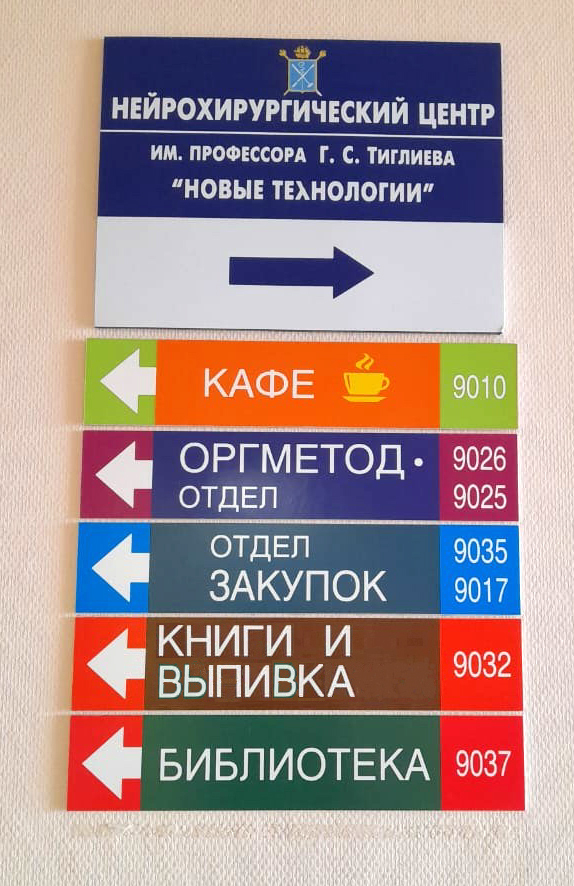 НЕЙРОХИРУРГИЧЕСКИЙ ЦЕНТР
ИМ. ПРОФЕССОРА Г. С. ТИГЛИЕВА
"НОВЫЕ ТЕХНОЛОГИИ"
КАФЕ 9010
ОРГМЕТОД• 9026
ОТДЕЛ 9025
ОТДЕЛ 9035
ЗАКУПОК 9017
КНИГИ И
ВЫПИВКА 9032
БИБЛИОТЕКА 9037